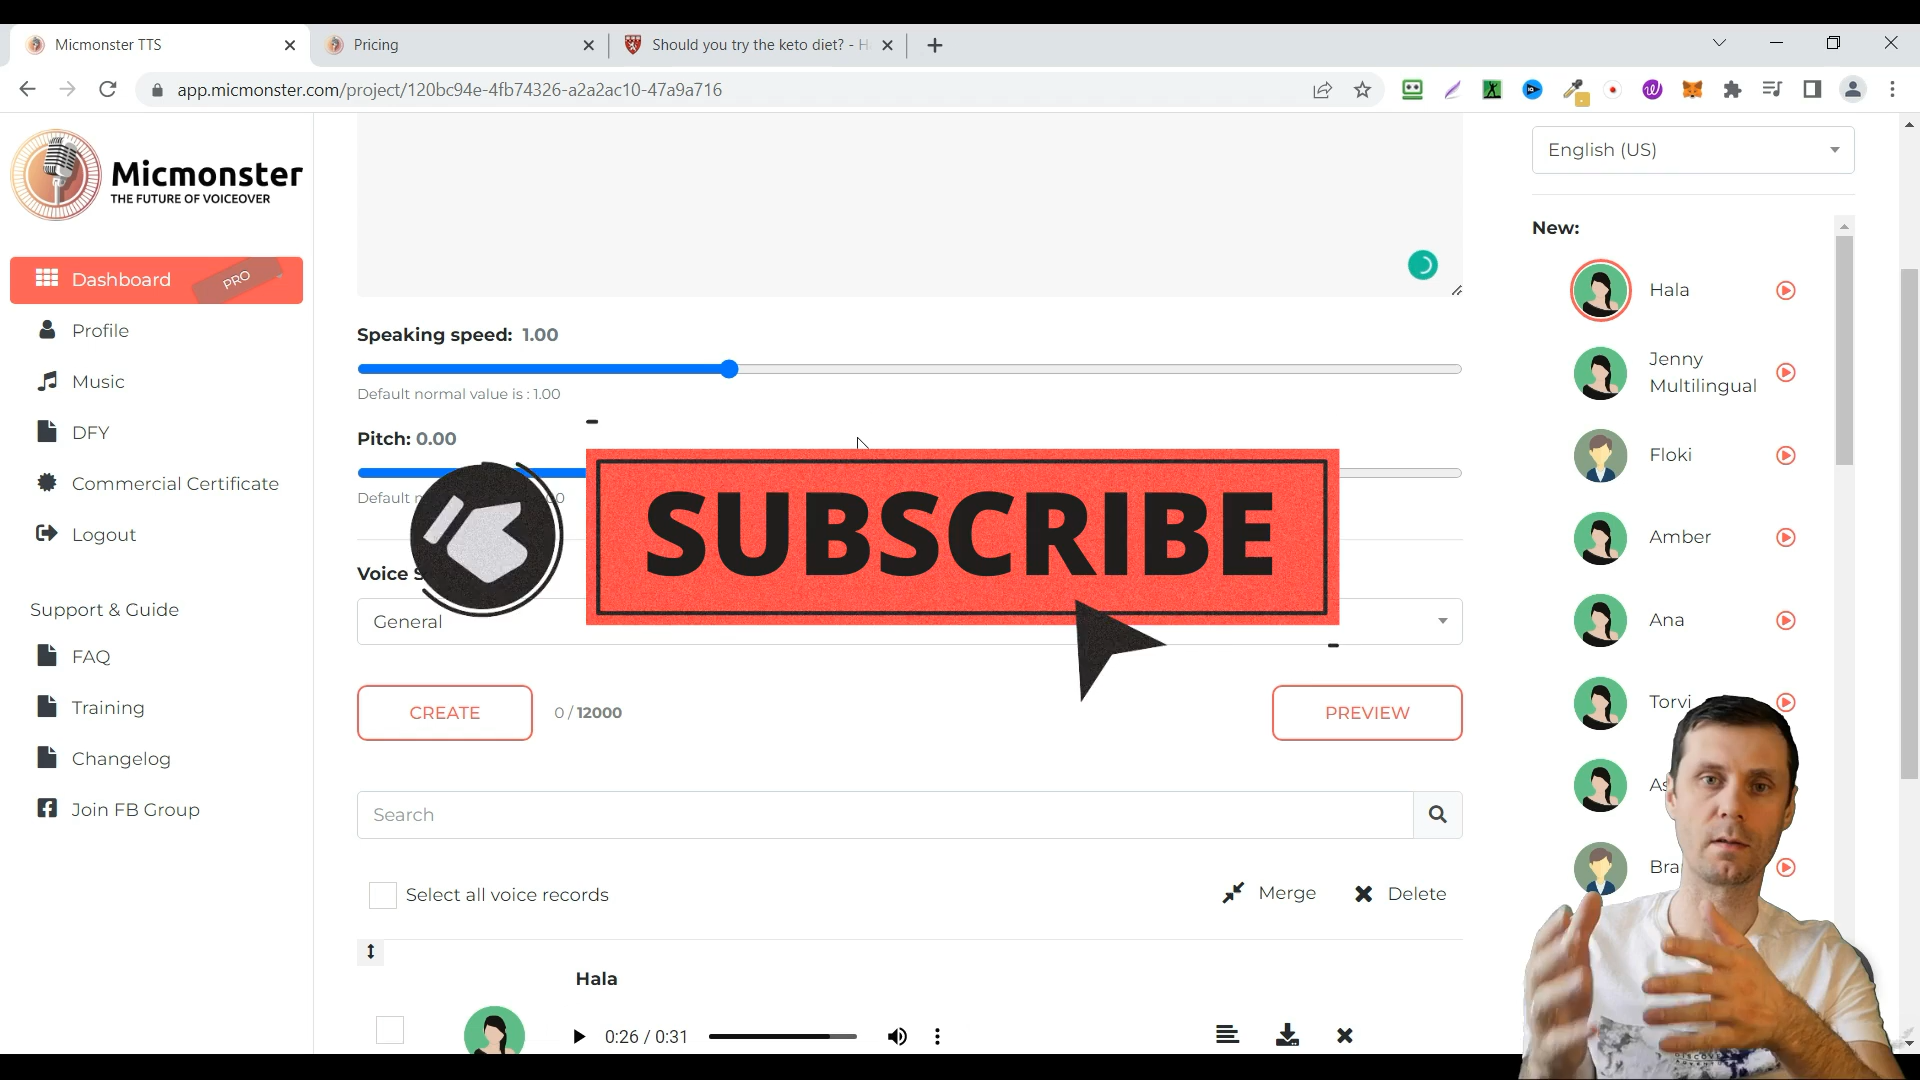 Micmonster TTS
Pricing
Should you try the keto diet? - H
app.micmonster.com/project/120bc94e-4fb74326-a2a2ac10-47a9a716
Micmonster
THE FUTURE OF VOICEOVER
Dashboard
PRO
Profile
Music
DFY
Commercial Certificate
Logout
Support & Guide
FAQ
Training
Changelog
Join FB Group
Speaking speed: 1.00
Default normal value is : 1.00
Pitch: 0.00
SUBSCRIBE
General
CREATE
0 / 12000
PREVIEW
Search
Select all voice records
Merge
Delete
Hala
0:26 / 0:31
English (US)
New:
Hala
Jenny
Multilingual
Floki
Amber
Ana
Torvi